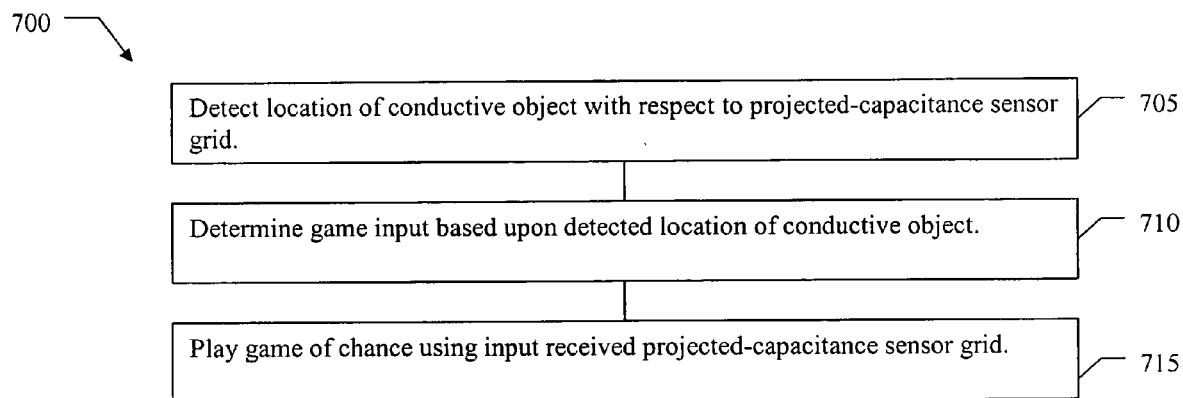 700
Detect location of conductive object with respect to projected-capacitance sensor
grid.
705
Determine game input based upon detected location of conductive object.
710
Play game of chance using input received projected-capacitance sensor grid.
715